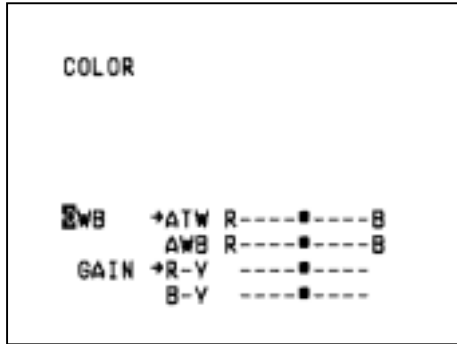 COLOR
WB →ATW R----■----B
AWB R----■----B
GAIN →R-Y ----■----
B-Y ----■----